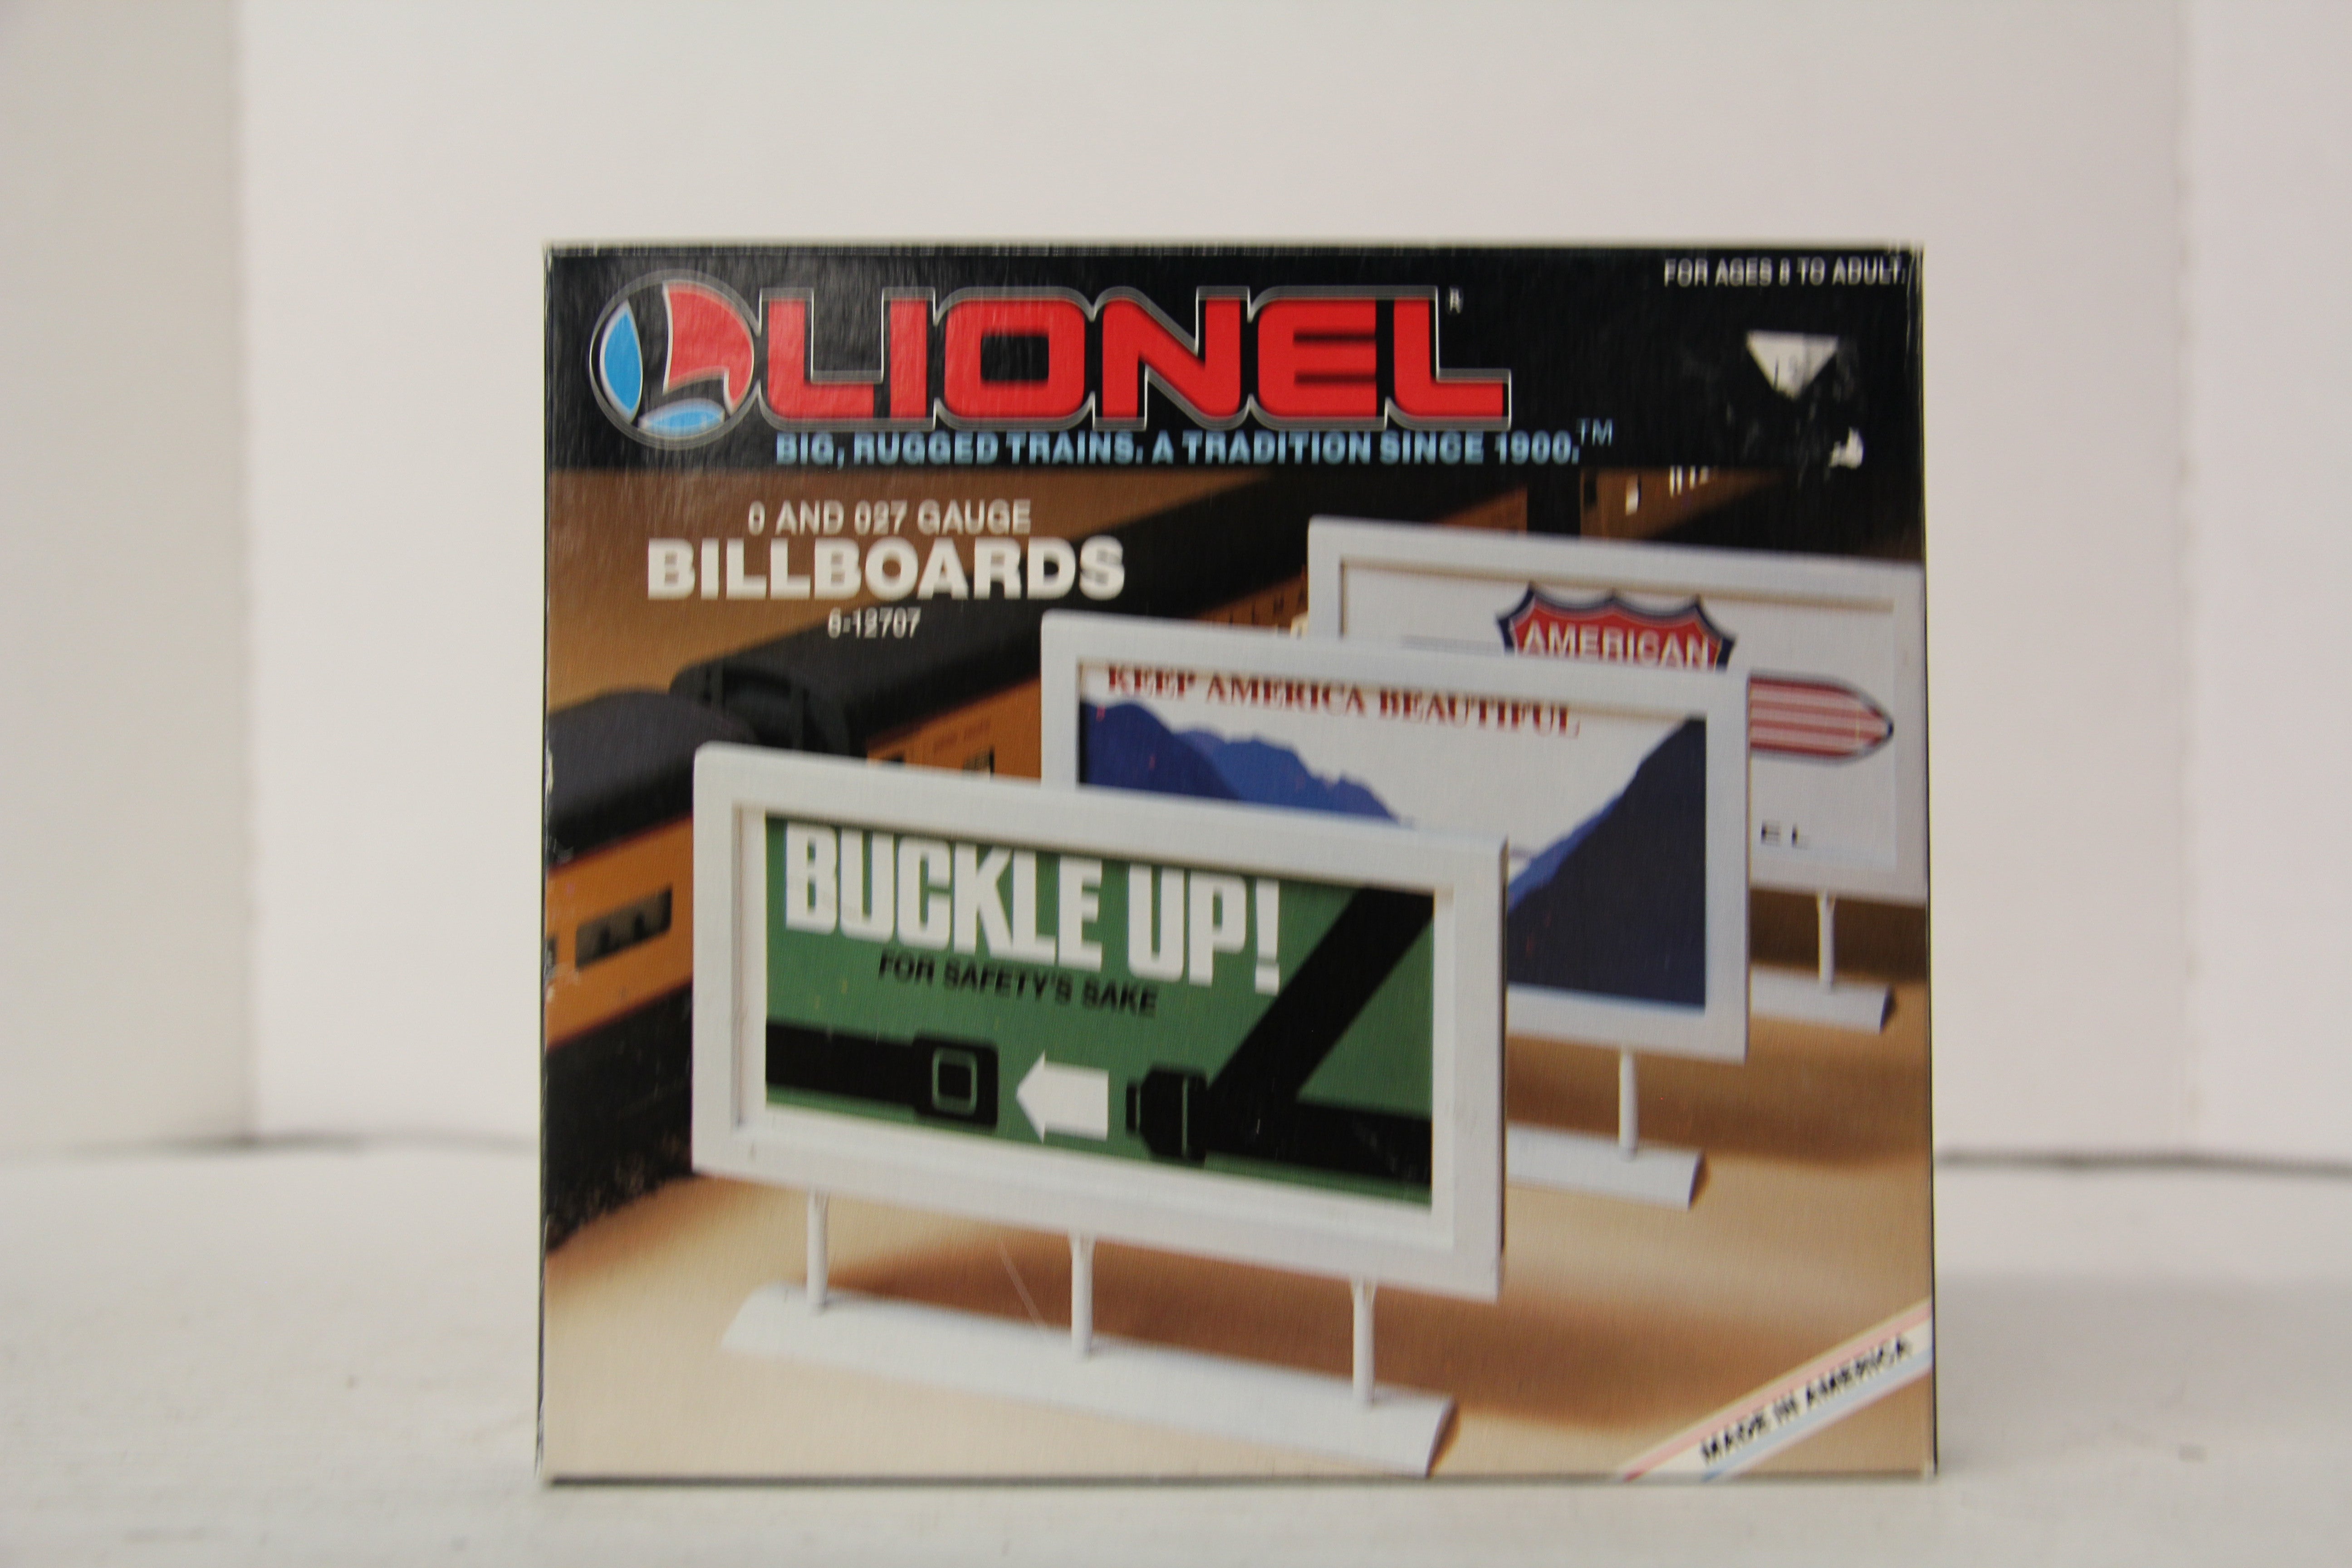 FOR AGES 8 TO ADULT.
LIONEL®
BIG, RUGGED TRAINS. A TRADITION SINCE 1900.™
O AND 027 GAUGE
BILLBOARDS
6-12707
AMERICAN
EL
KEEP AMERICA BEAUTIFUL
BUCKLE UP!
FOR SAFETY'S SAKE
MADE IN AMERICA